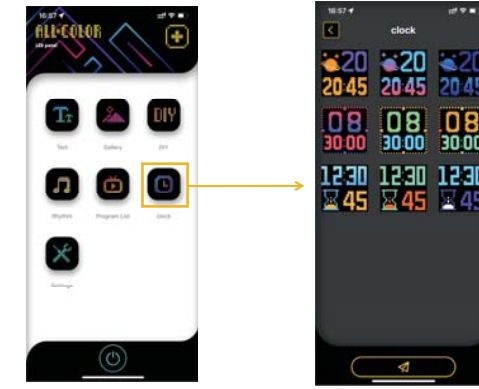 16:57
ALL·COLOR
LED panel
Text
Gallery
DIY
DIY
Rhythm
Program List
clock
Settings
16:57
clock
20
20:45
20
20:45
20
20:45
08
30:00
08
30:00
08
30:00
12:30
45
12:30
45
12:30
45